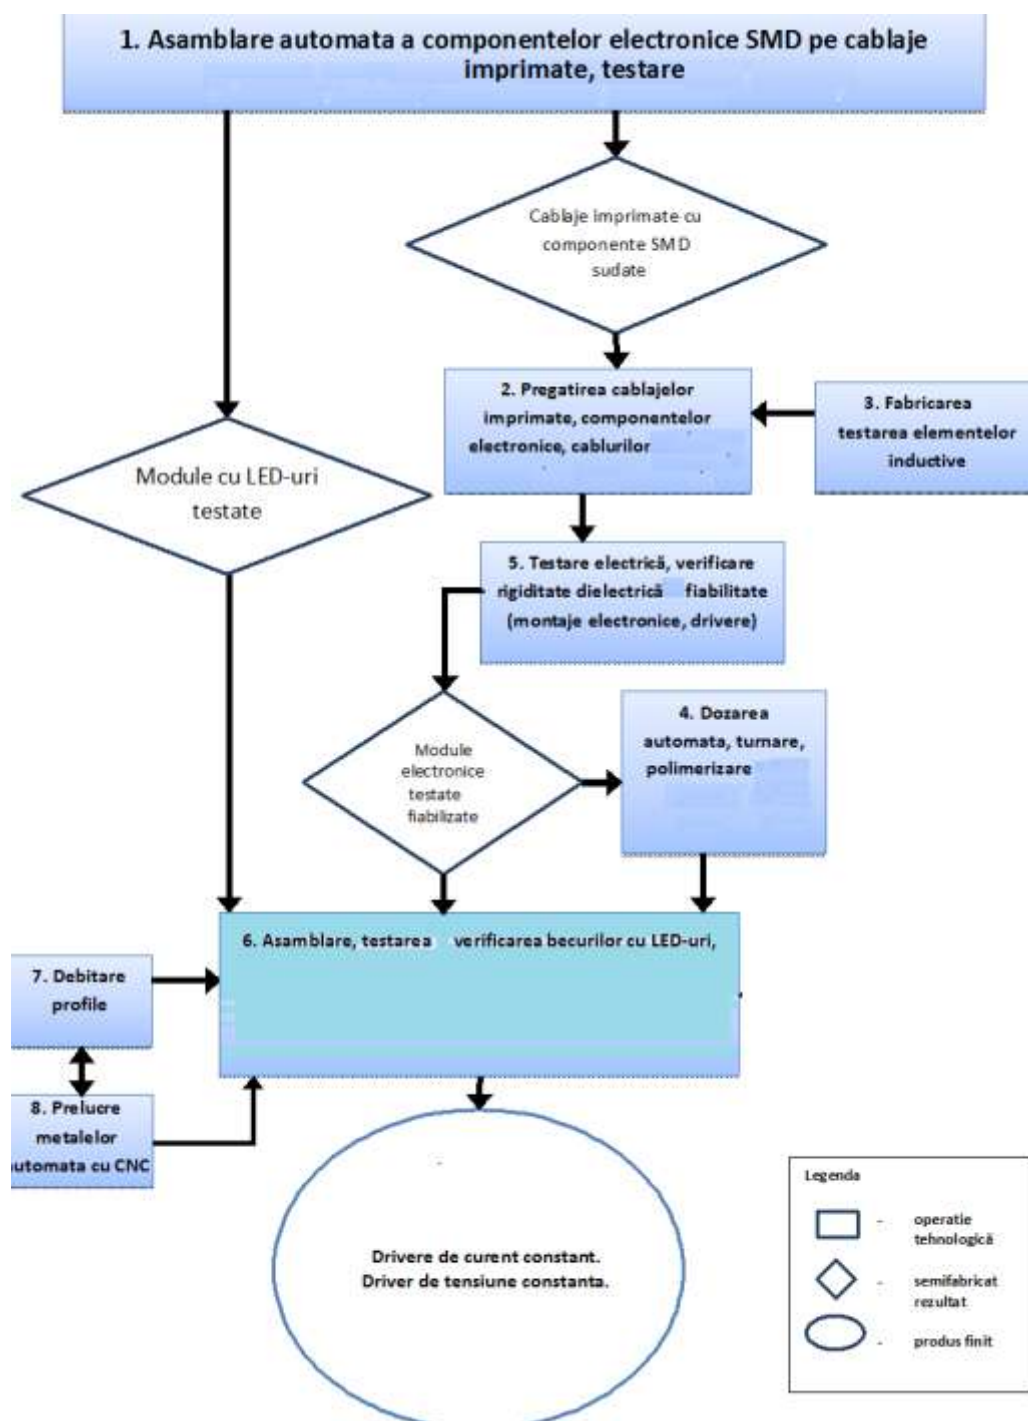 1. Asamblare automata a componentelor electronice SMD pe cablaje
imprimate, testare
Cablaje imprimate cu
componente SMD
sudate
2. Pregatirea cablajelor
imprimate, componentelor
electronice, cablurilor
3. Fabricarea
testarea elementelor
inductive
Module cu LED-uri
testate
5. Testare electrică, verificare
rigiditate dielectrică fiabilitate
(montaje electronice, drivere)
4. Dozarea
automata, turnare,
polimerizare
Module
electronice
testate
fiabilizate
6. Asamblare, testarea verificarea becurilor cu LED-uri,
7. Debitare
profile
8. Prelucre
metalelor
utomata cu CNC
Drivere de curent constant.
Driver de tensiune constanta.
Legenda
- operatie
tehnologică
- semifabricat
rezultat
- produs finit